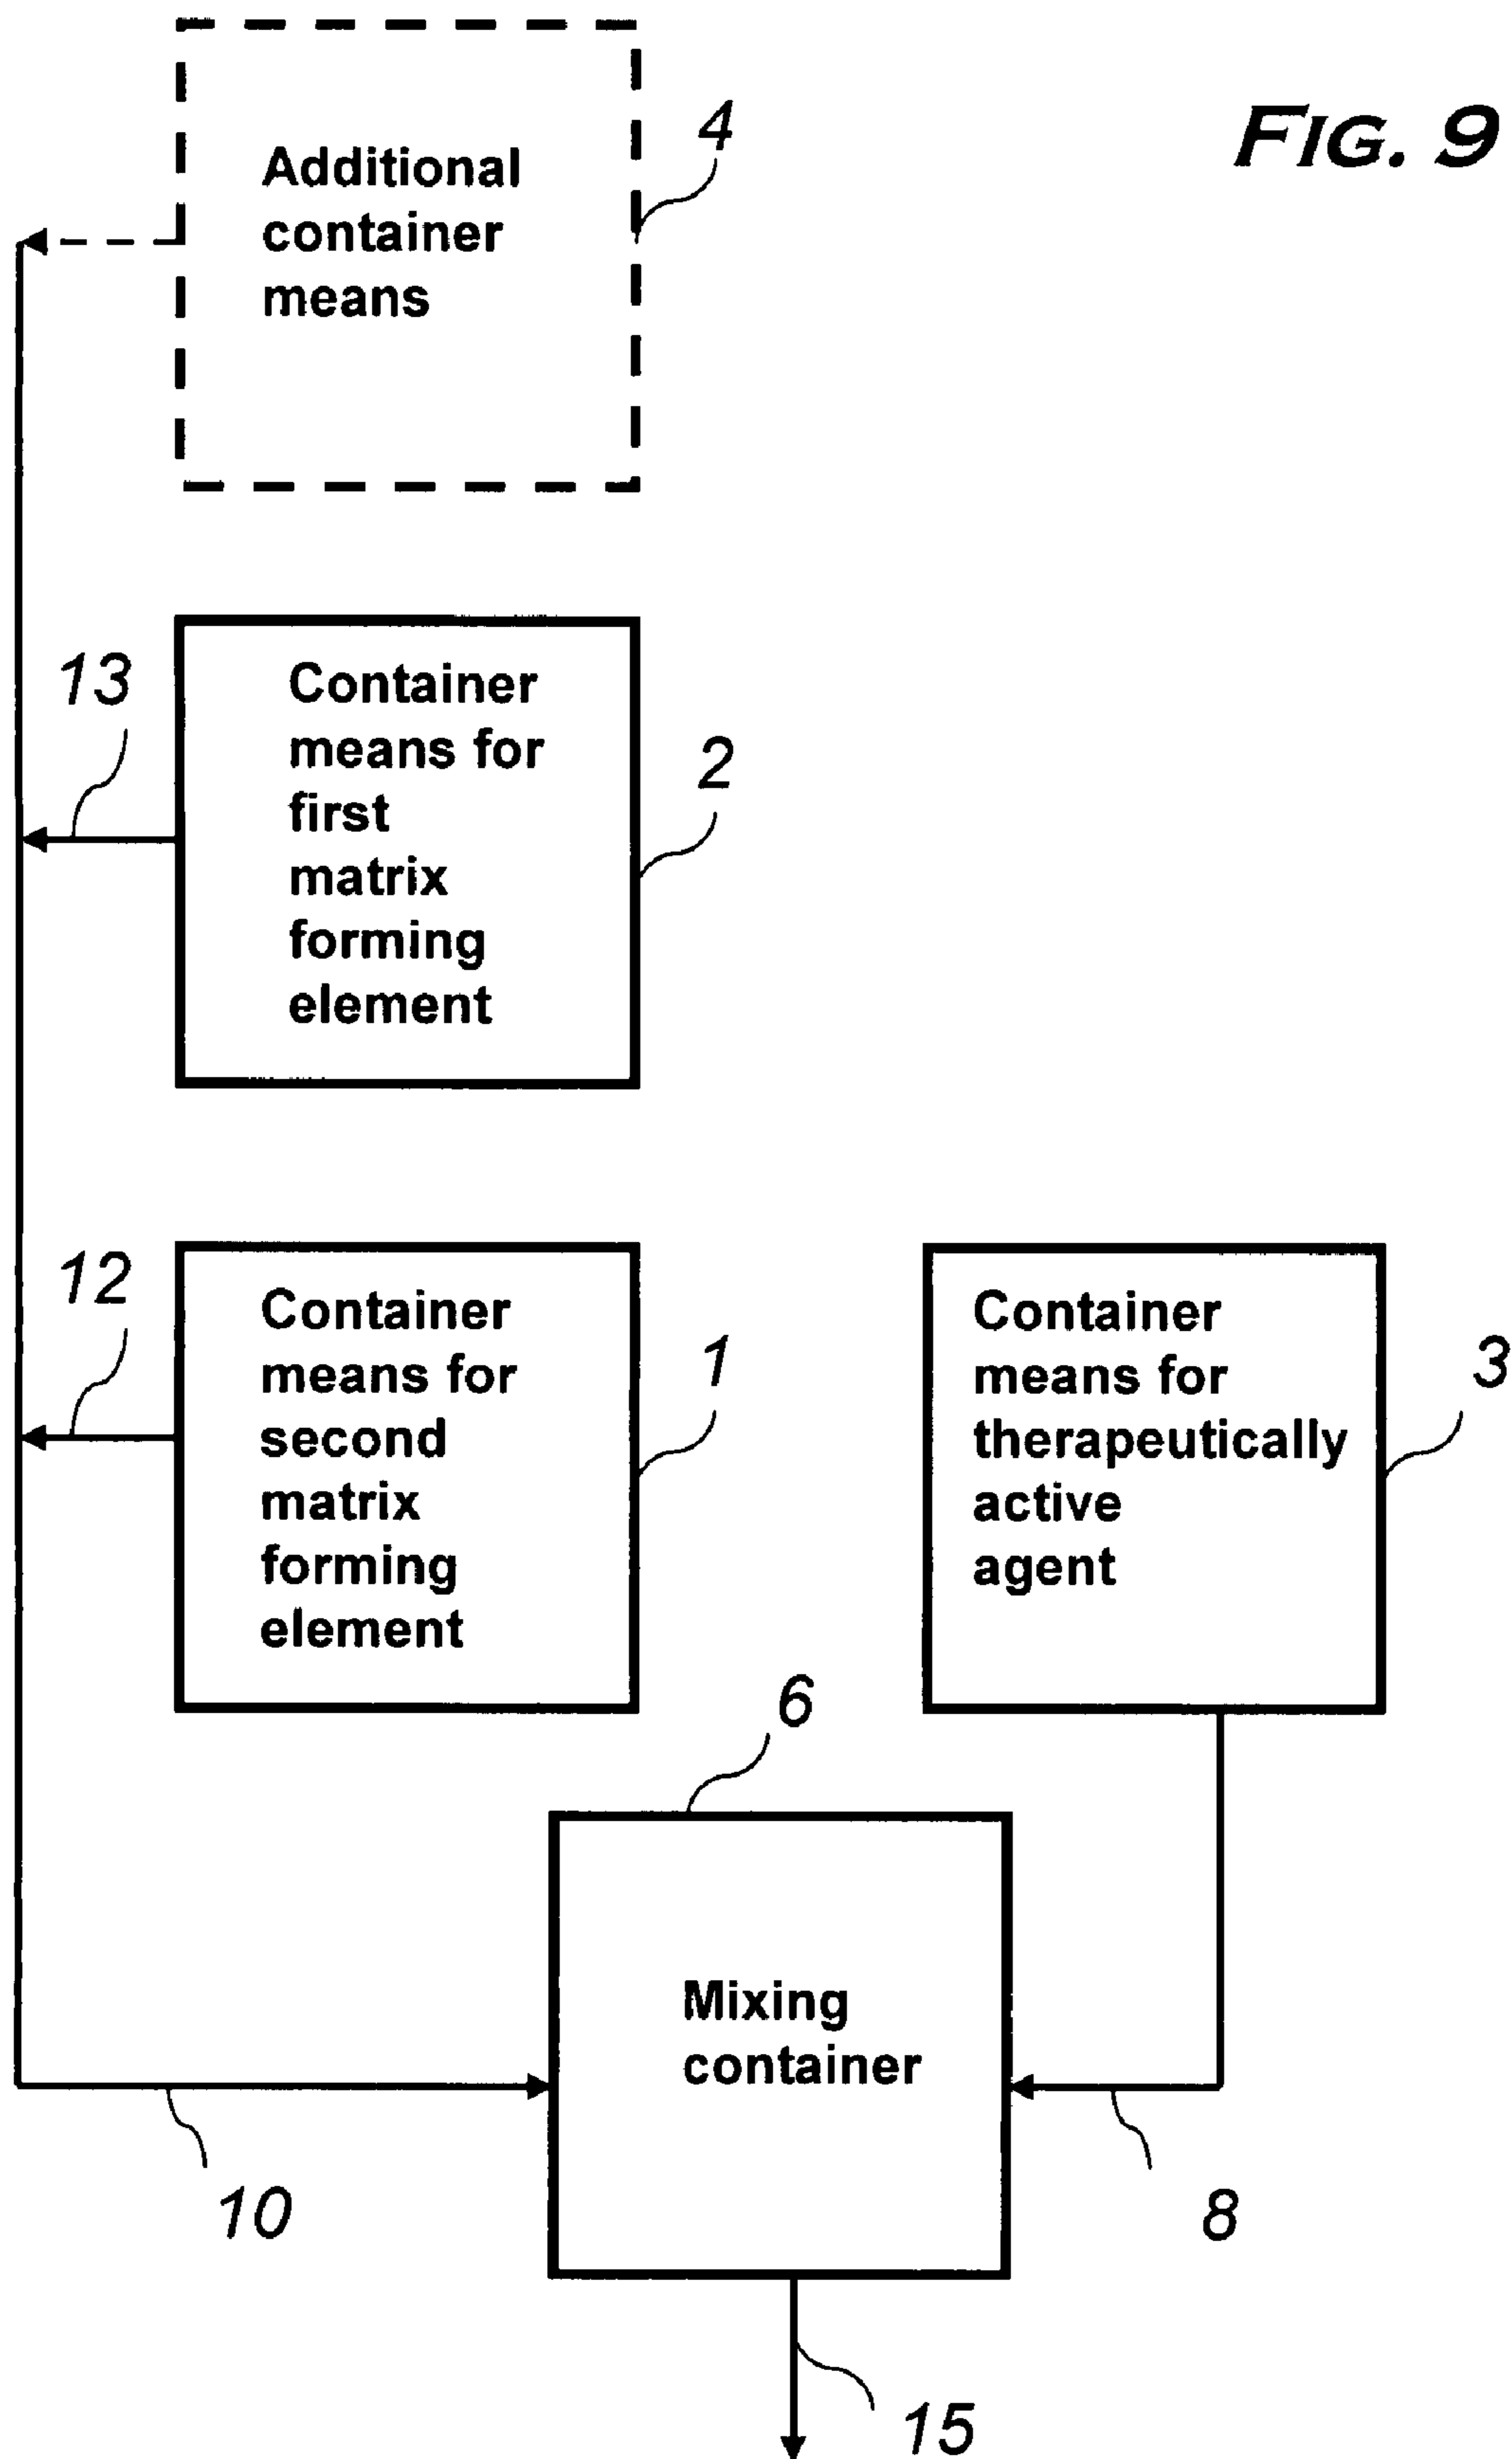 FIG. 9
4
Additional
container
means
13
Container
means for
first
matrix
forming
element
2
12
Container
means for
second
matrix
forming
element
1
Container
means for
therapeutically
active
agent
3
6
Mixing
container
10
8
15